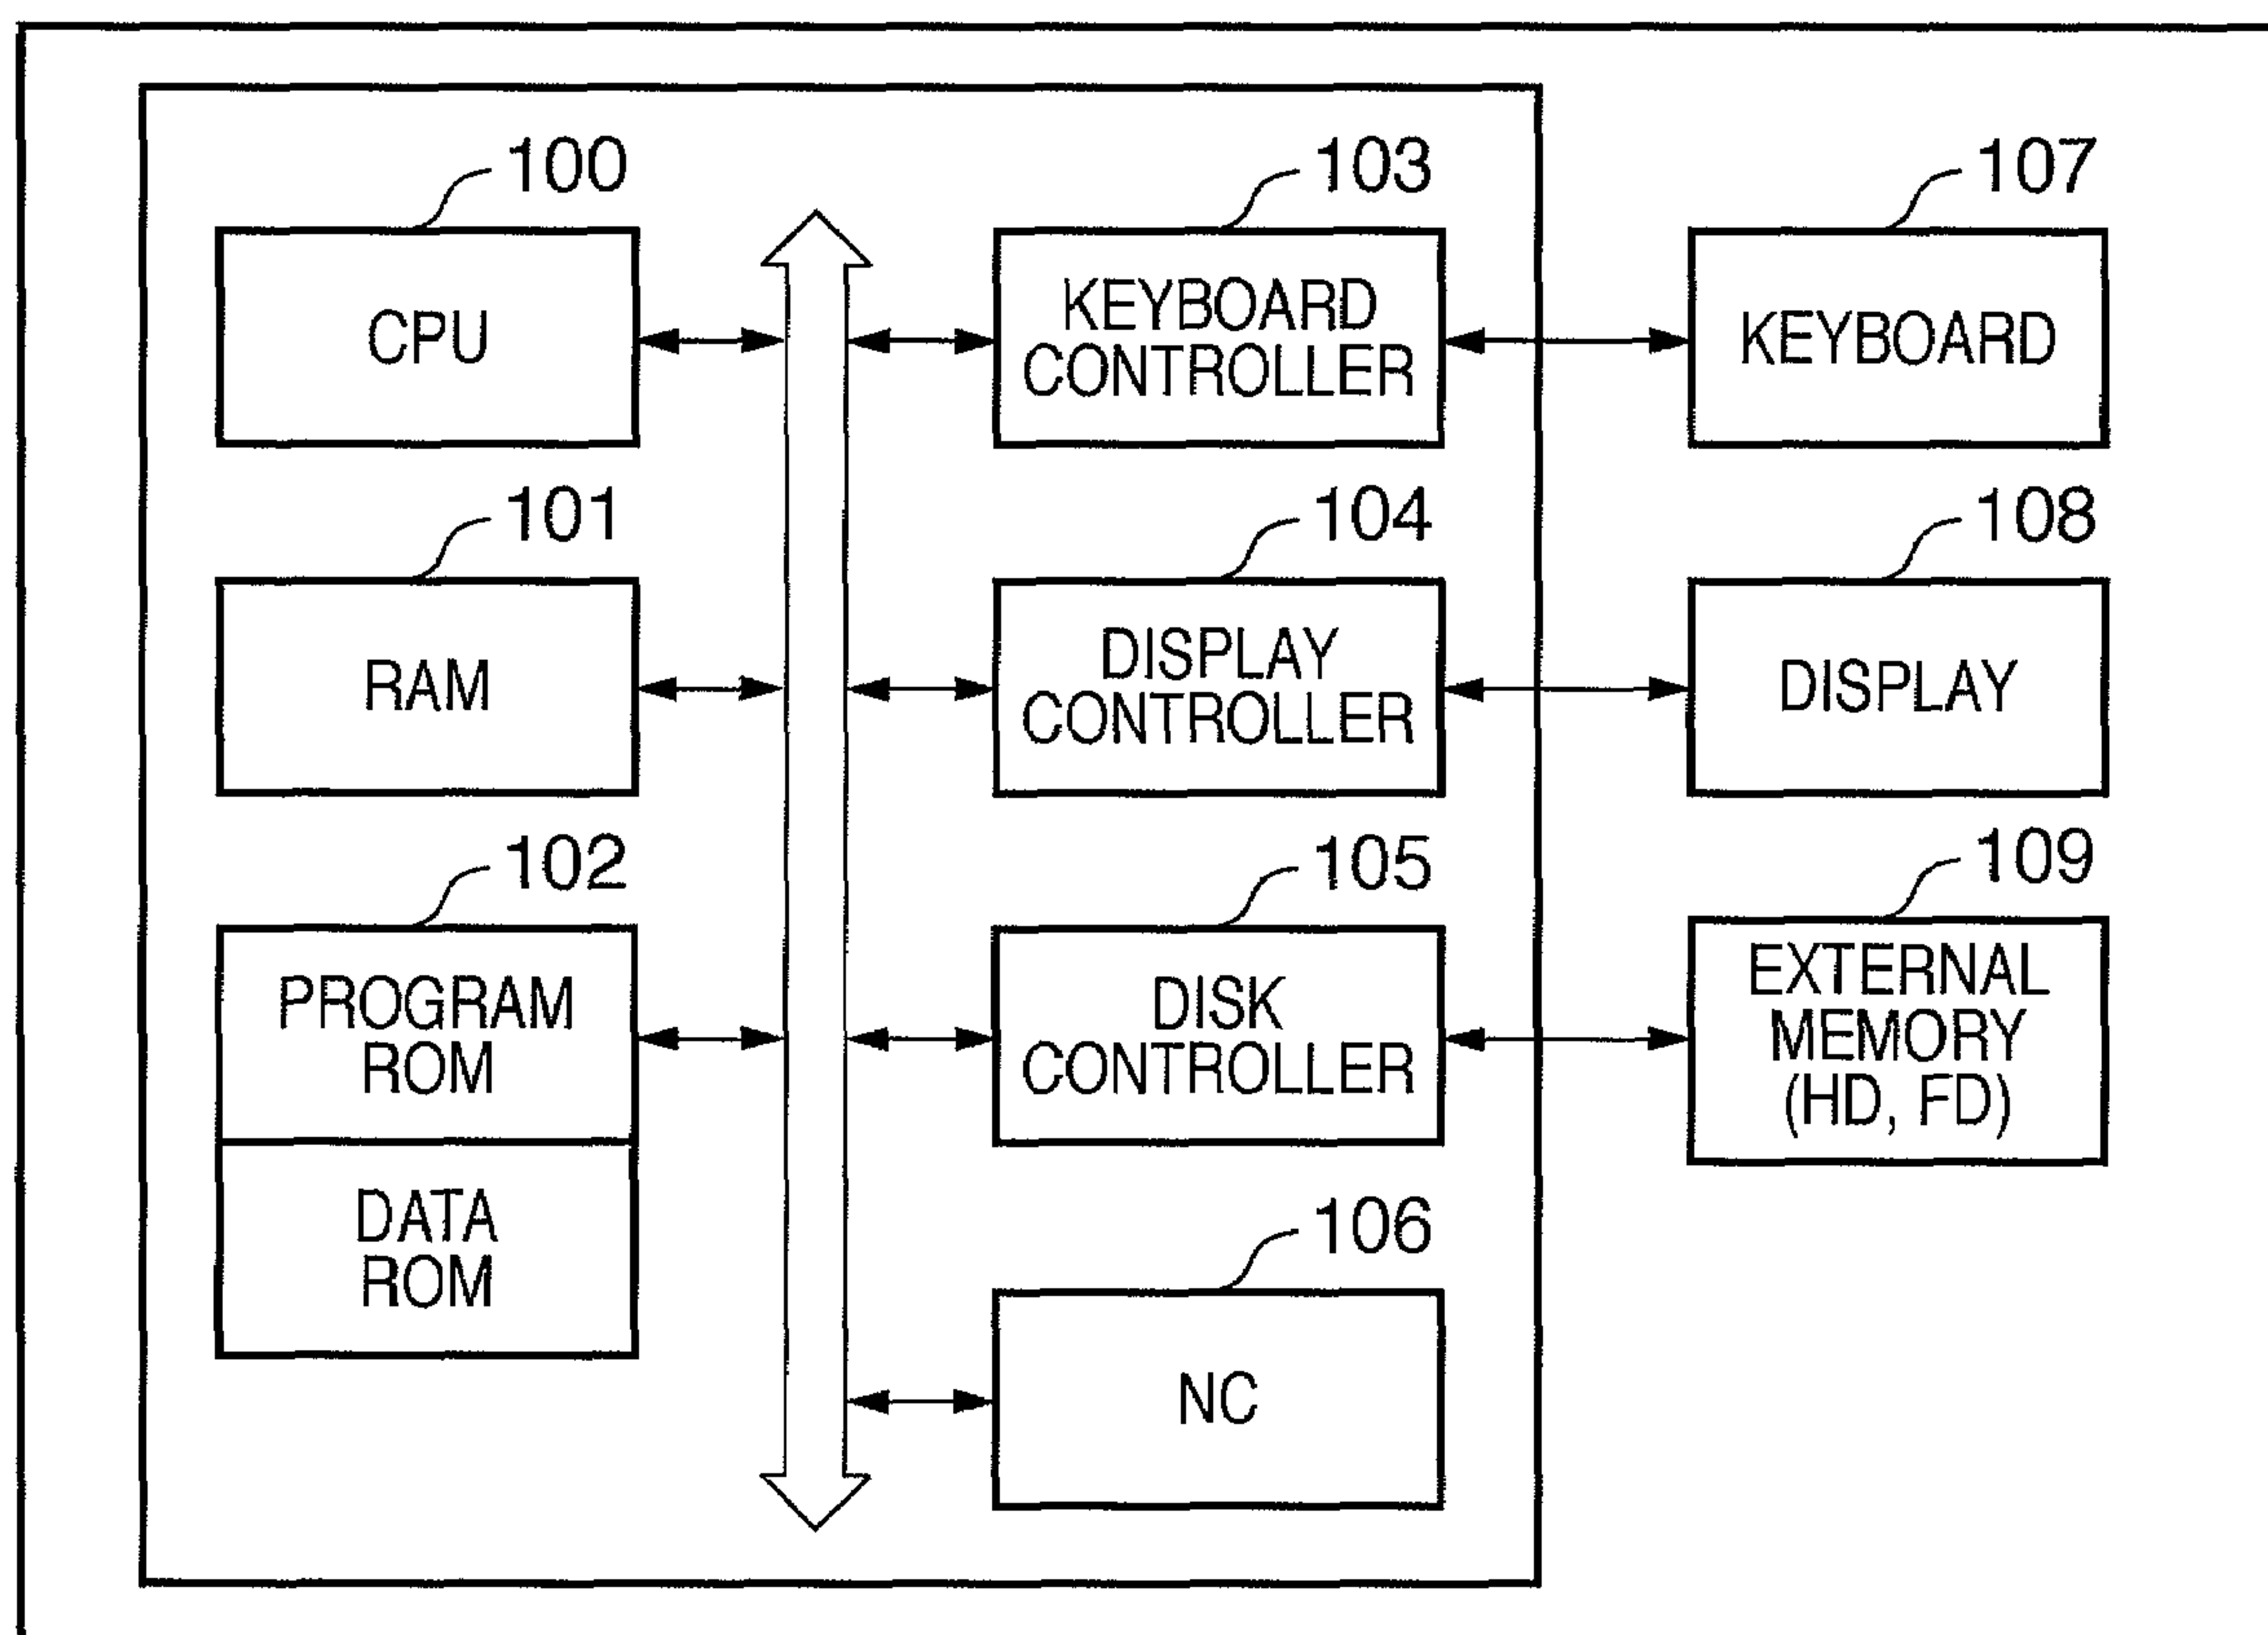 100
CPU
101
RAM
102
PROGRAM
ROM
DATA
ROM
103
KEYBOARD
CONTROLLER
104
DISPLAY
CONTROLLER
105
DISK
CONTROLLER
106
NC
107
KEYBOARD
108
DISPLAY
109
EXTERNAL
MEMORY
(HD, FD)